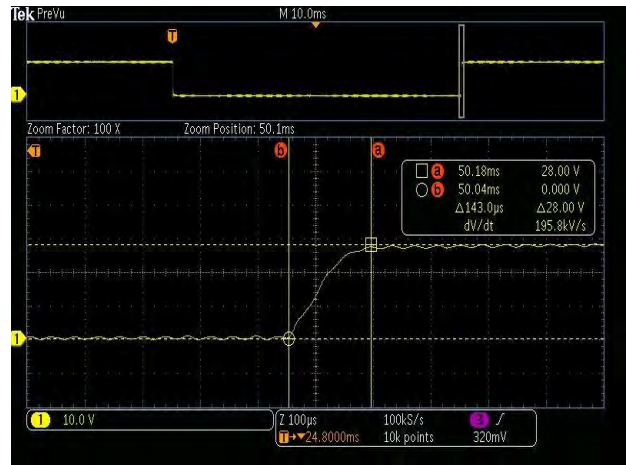 Tek PreVu M 10.0ms
T
1
Zoom Factor: 100 X Zoom Position: 50.1ms
T b a
a 50.18ms 28.00 V
b 50.04ms 0.000 V
Δ143.0µs Δ28.00 V
dV/dt 195.8kV/s
1
1 10.0 V Z 100µs 100kS/s 3
T→▼24.8000ms 10k points 320mV